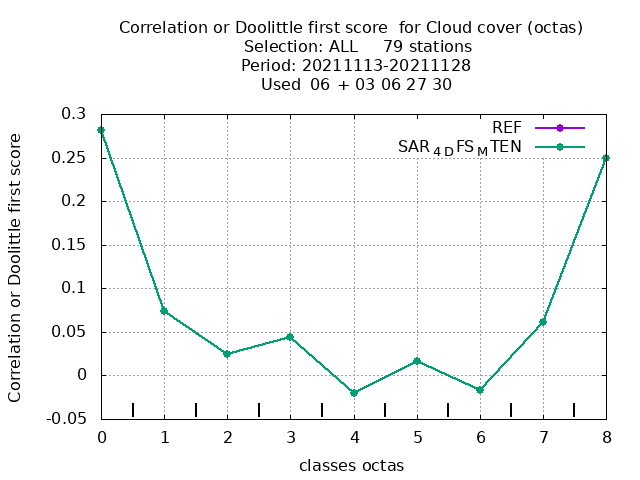 Correlation or Doolittle first score  for Cloud cover (octas)
Selection: ALL     79 stations
Period: 20211113-20211128
Used  06  + 03 06 27 30
Correlation or Doolittle first score
0.3
0.25
0.2
0.15
0.1
0.05
0
-0.05
REF
SAR4DFSMTEN
0 1 2 3 4 5 6 7 8
classes octas